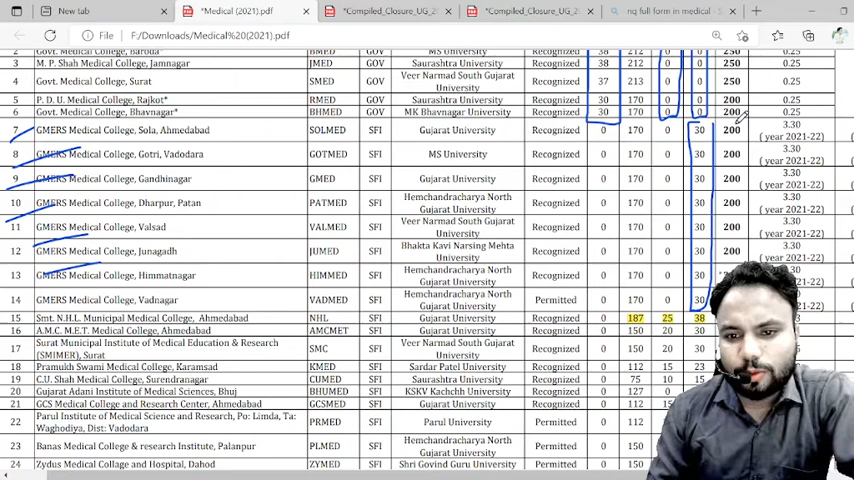 New tab
*Medical (2021).pdf
*Compiled_Closure_UG_20
*Compiled_Closure_UG_20
nq full form in medical - S
File F:/Downloads/Medical%20(2021).pdf
2 Govt. Medical College, Baroda* BMED GOV MS University Recognized 38 212 0 0 250 0.25
3 M. P. Shah Medical College, Jamnagar JMED GOV Saurashtra University Recognized 38 212 0 0 250 0.25
4 Govt. Medical College, Surat SMED GOV Veer Narmad South Gujarat University Recognized 37 213 0 0 250 0.25
5 P. D. U. Medical College, Rajkot* RMED GOV Saurashtra University Recognized 30 170 0 0 200 0.25
6 Govt. Medical College, Bhavnagar* BHMED GOV MK Bhavnagar University Recognized 30 170 0 0 200 0.25
7 GMERS Medical College, Sola, Ahmedabad SOLMED SFI Gujarat University Recognized 0 170 0 30 200 3.30 ( year 2021-22)
8 GMERS Medical College, Gotri, Vadodara GOTMED SFI MS University Recognized 0 170 0 30 200 3.30 ( year 2021-22)
9 GMERS Medical College, Gandhinagar GMED SFI Gujarat University Recognized 0 170 0 30 200 3.30 ( year 2021-22)
10 GMERS Medical College, Dharpur, Patan PATMED SFI Hemchandracharya North Gujarat University Recognized 0 170 0 30 200 3.30 ( year 2021-22)
11 GMERS Medical College, Valsad VALMED SFI Veer Narmad South Gujarat University Recognized 0 170 0 30 200 3.30 ( year 2021-22)
12 GMERS Medical College, Junagadh JUMED SFI Bhakta Kavi Narsing Mehta University Recognized 0 170 0 30 200 3.30 ( year 2021-22)
13 GMERS Medical College, Himmatnagar HIMMED SFI Hemchandracharya North Gujarat University Recognized 0 170 0 30
14 GMERS Medical College, Vadnagar VADMED SFI Hemchandracharya North Gujarat University Permitted 0 170 0 30
15 Smt. N.H.L. Municipal Medical College, Ahmedabad NHL SFI Gujarat University Recognized 0 187 25 38
16 A.M.C. M.E.T. Medical College, Ahmedabad AMCMET SFI Gujarat University Recognized 0 150 20 30
17 Surat Municipal Institute of Medical Education & Research (SMIMER), Surat SMC SFI Veer Narmad South Gujarat University Recognized 0 150 20 30
18 Pramukh Swami Medical College, Karamsad KMED SFI Sardar Patel University Recognized 0 112 15 23
19 C.U. Shah Medical College, Surendranagar CUMED SFI Saurashtra University Recognized 0 75 10 15
20 Gujarat Adani Institute of Medical Sciences, Bhuj BHUMED SFI KSKV Kachchh University Recognized 0 127 0
21 GCS Medical College and Research Center, Ahmedabad GCSMED SFI Gujarat University Recognized 0 112 15
22 Parul Institute of Medical Science and Research, Po: Limda, Ta: Waghodiya, Dist: Vadodara PRMED SFI Parul University Permitted 0 112
23 Banas Medical College & research Institute, Palanpur PLMED SFI Hemchandracharya North Gujarat University Permitted 0 150
24 Zydus Medical Collage and Hospital, Dahod ZYMED SFI Shri Govind Guru University Permitted 0 150